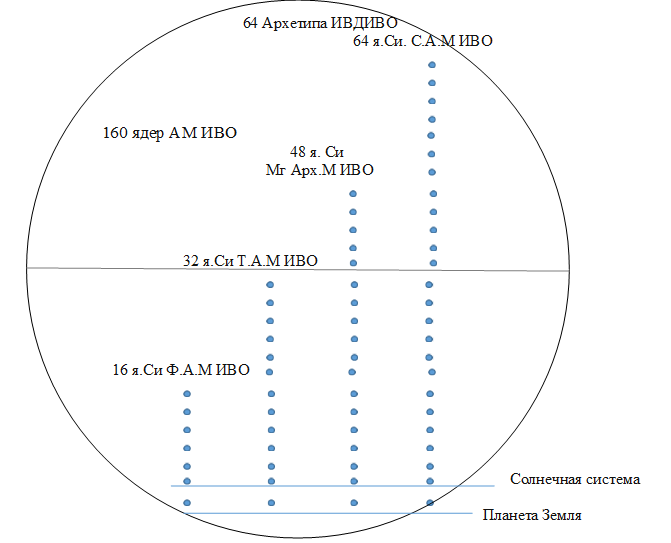 64 Архетипа ИВДИВО
64 я.Си. С.А.М ИВО
160 ядер АМ ИВО
48 я. Си
Мг Арх.М ИВО
32 я.Си Т.А.М ИВО
16 я.Си Ф.А.М ИВО
Солнечная система
Планета Земля